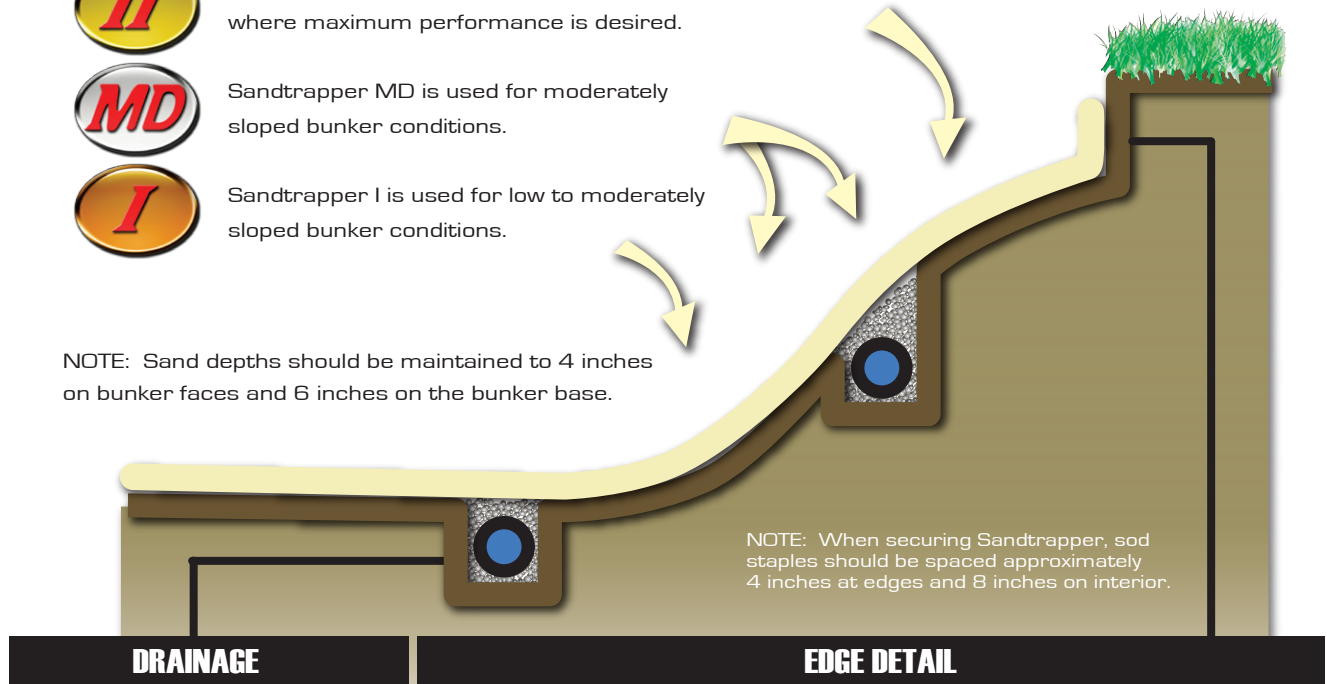 II
where maximum performance is desired.
MD
Sandtrapper MD is used for moderately
sloped bunker conditions.
I
Sandtrapper I is used for low to moderately
sloped bunker conditions.
NOTE: Sand depths should be maintained to 4 inches
on bunker faces and 6 inches on the bunker base.
NOTE: When securing Sandtrapper, sod
staples should be spaced approximately
4 inches at edges and 8 inches on interior.
DRAINAGE
EDGE DETAIL